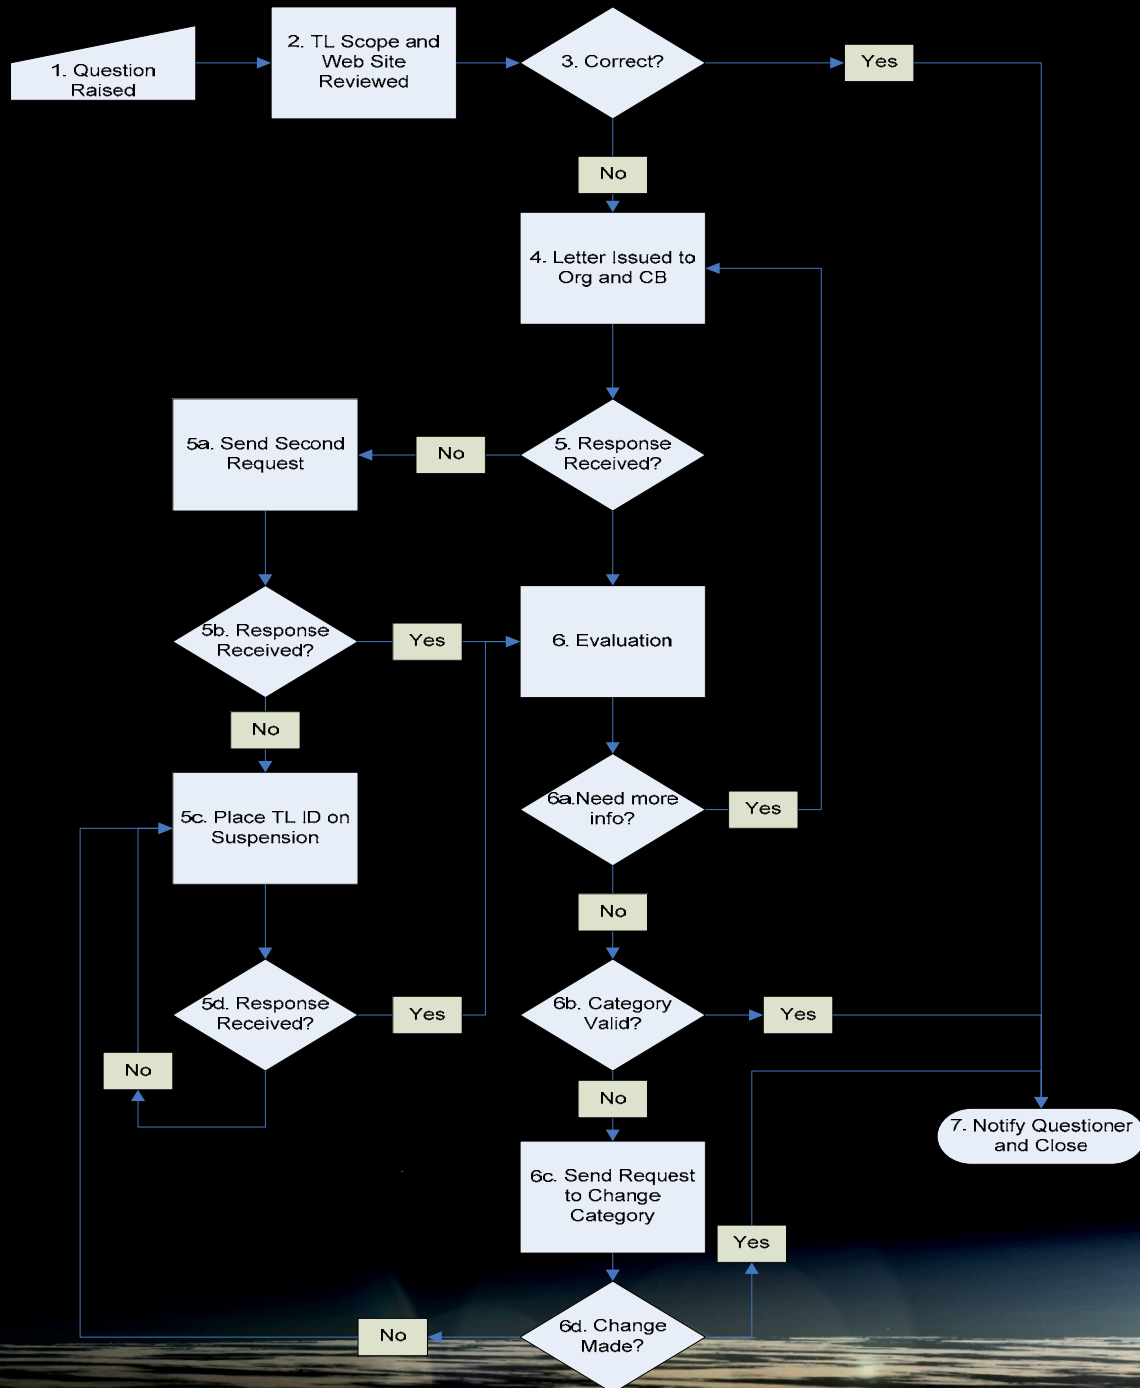 1. Question
Raised
2. TL Scope and
Web Site
Reviewed
3. Correct?
Yes
No
4. Letter Issued to
Org and CB
5. Response
Received?
No
5a. Send Second
Request
5b. Response
Received?
Yes
6. Evaluation
No
5c. Place TL ID on
Suspension
6a.Need more
info?
Yes
No
5d. Response
Received?
Yes
No
6b. Category
Valid?
Yes
No
7. Notify Questioner
and Close
6c. Send Request
to Change
Category
Yes
6d. Change
Made?
No